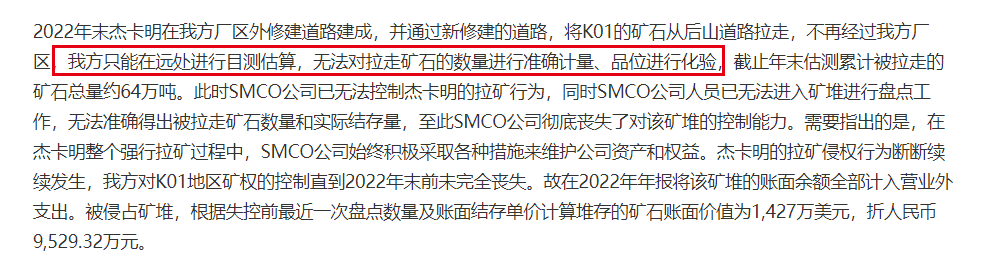 2022年末杰卡明在我方厂区外修建道路建成，并通过新修建的道路，将K01的矿石从后山道路拉走，不再经过我方厂
区，我方只能在远处进行目测估算，无法对拉走矿石的数量进行准确计量、品位进行化验，截止年末估测累计被拉走的
矿石总量约64万吨。此时SMCO公司已无法控制杰卡明的拉矿行为，同时SMCO公司人员已无法进入矿堆进行盘点工
作，无法准确得出被拉走矿石数量和实际结存量，至此SMCO公司彻底丧失了对该矿堆的控制能力。需要指出的是，在
杰卡明整个强行拉矿过程中，SMCO公司始终积极采取各种措施来维护公司资产和权益。杰卡明的拉矿侵权行为断断续
续发生，我方对K01地区矿权的控制直到2022年末前未完全丧失。故在2022年年报将该矿堆的账面余额全部计入营业外
支出。被侵占矿堆，根据失控前最近一次盘点数量及账面结存单价计算堆存的矿石账面价值为1,427万美元，折人民币
9,529.32万元。